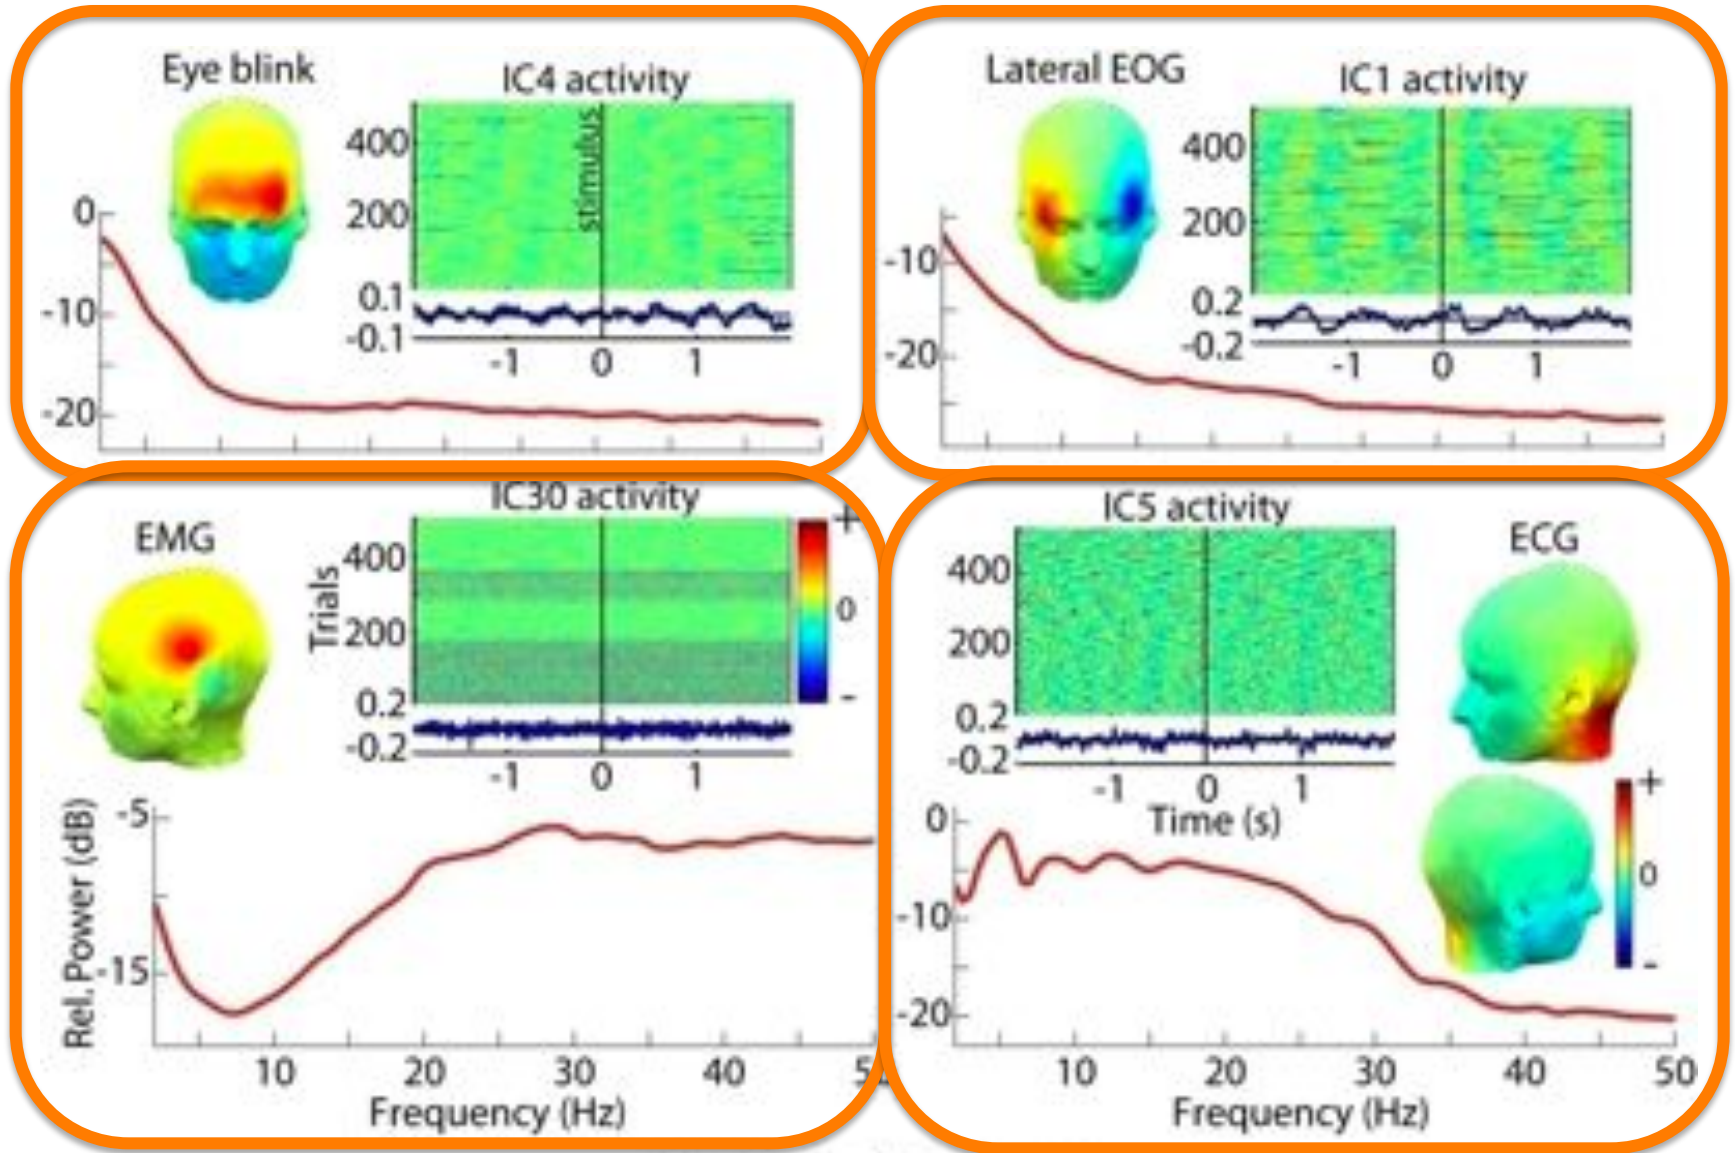 Eye blink
IC4 activity
stimulus
400
200
0
-10
-20
0.1
-0.1
-1 0 1
Lateral EOG
IC1 activity
400
200
-10
-20
0.2
-0.2
-1 0 1
EMG
IC30 activity
Trials
400
200
0.2
-0.2
-1 0 1
+
0
-
Rel. Power (dB)
-5
-15
10 20 30 40
Frequency (Hz)
IC5 activity
ECG
400
200
0.2
-0.2
-1 0 1
Time (s)
+
0
-
0
-10
-20
10 20 30 40 50
Frequency (Hz)